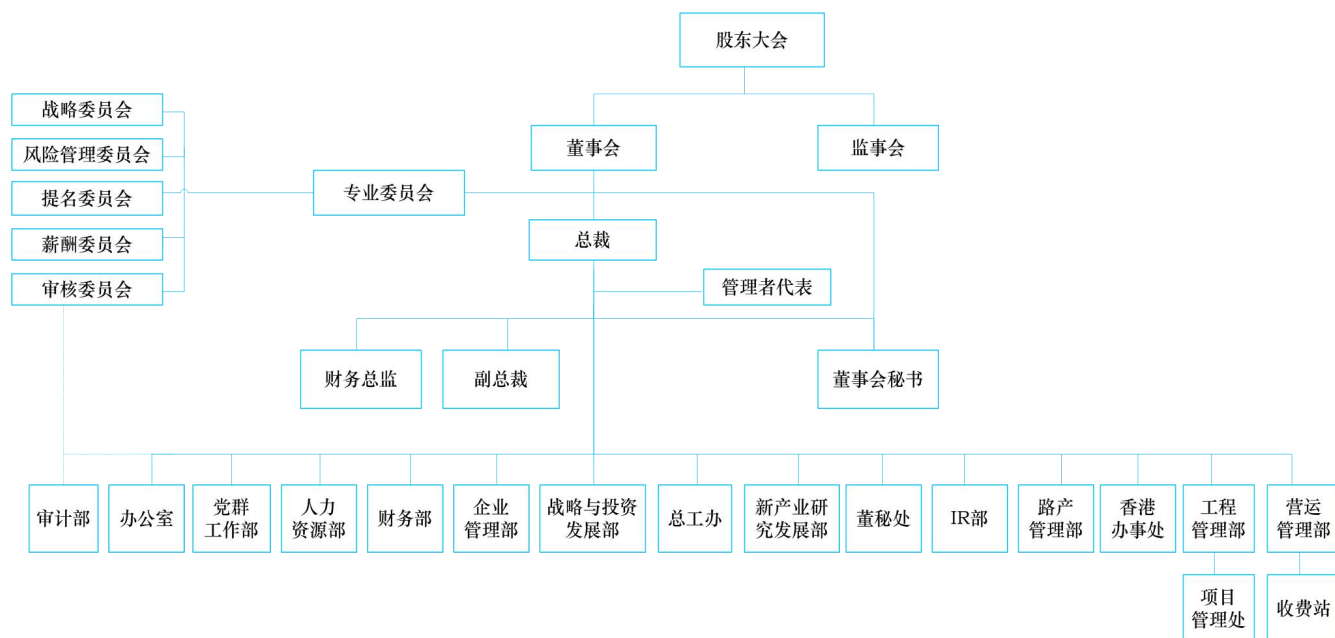 股东大会
战略委员会
董事会
监事会
风险管理委员会
专业委员会
提名委员会
薪酬委员会
总裁
审核委员会
管理者代表
财务总监
副总裁
董事会秘书
审计部
办公室
党群
工作部
人力
资源部
财务部
企业
管理部
战略与投资
发展部
总工办
新产业研
究发展部
董秘处
IR部
路产
管理部
香港
办事处
工程
管理部
营运
管理部
项目
管理处
收费站